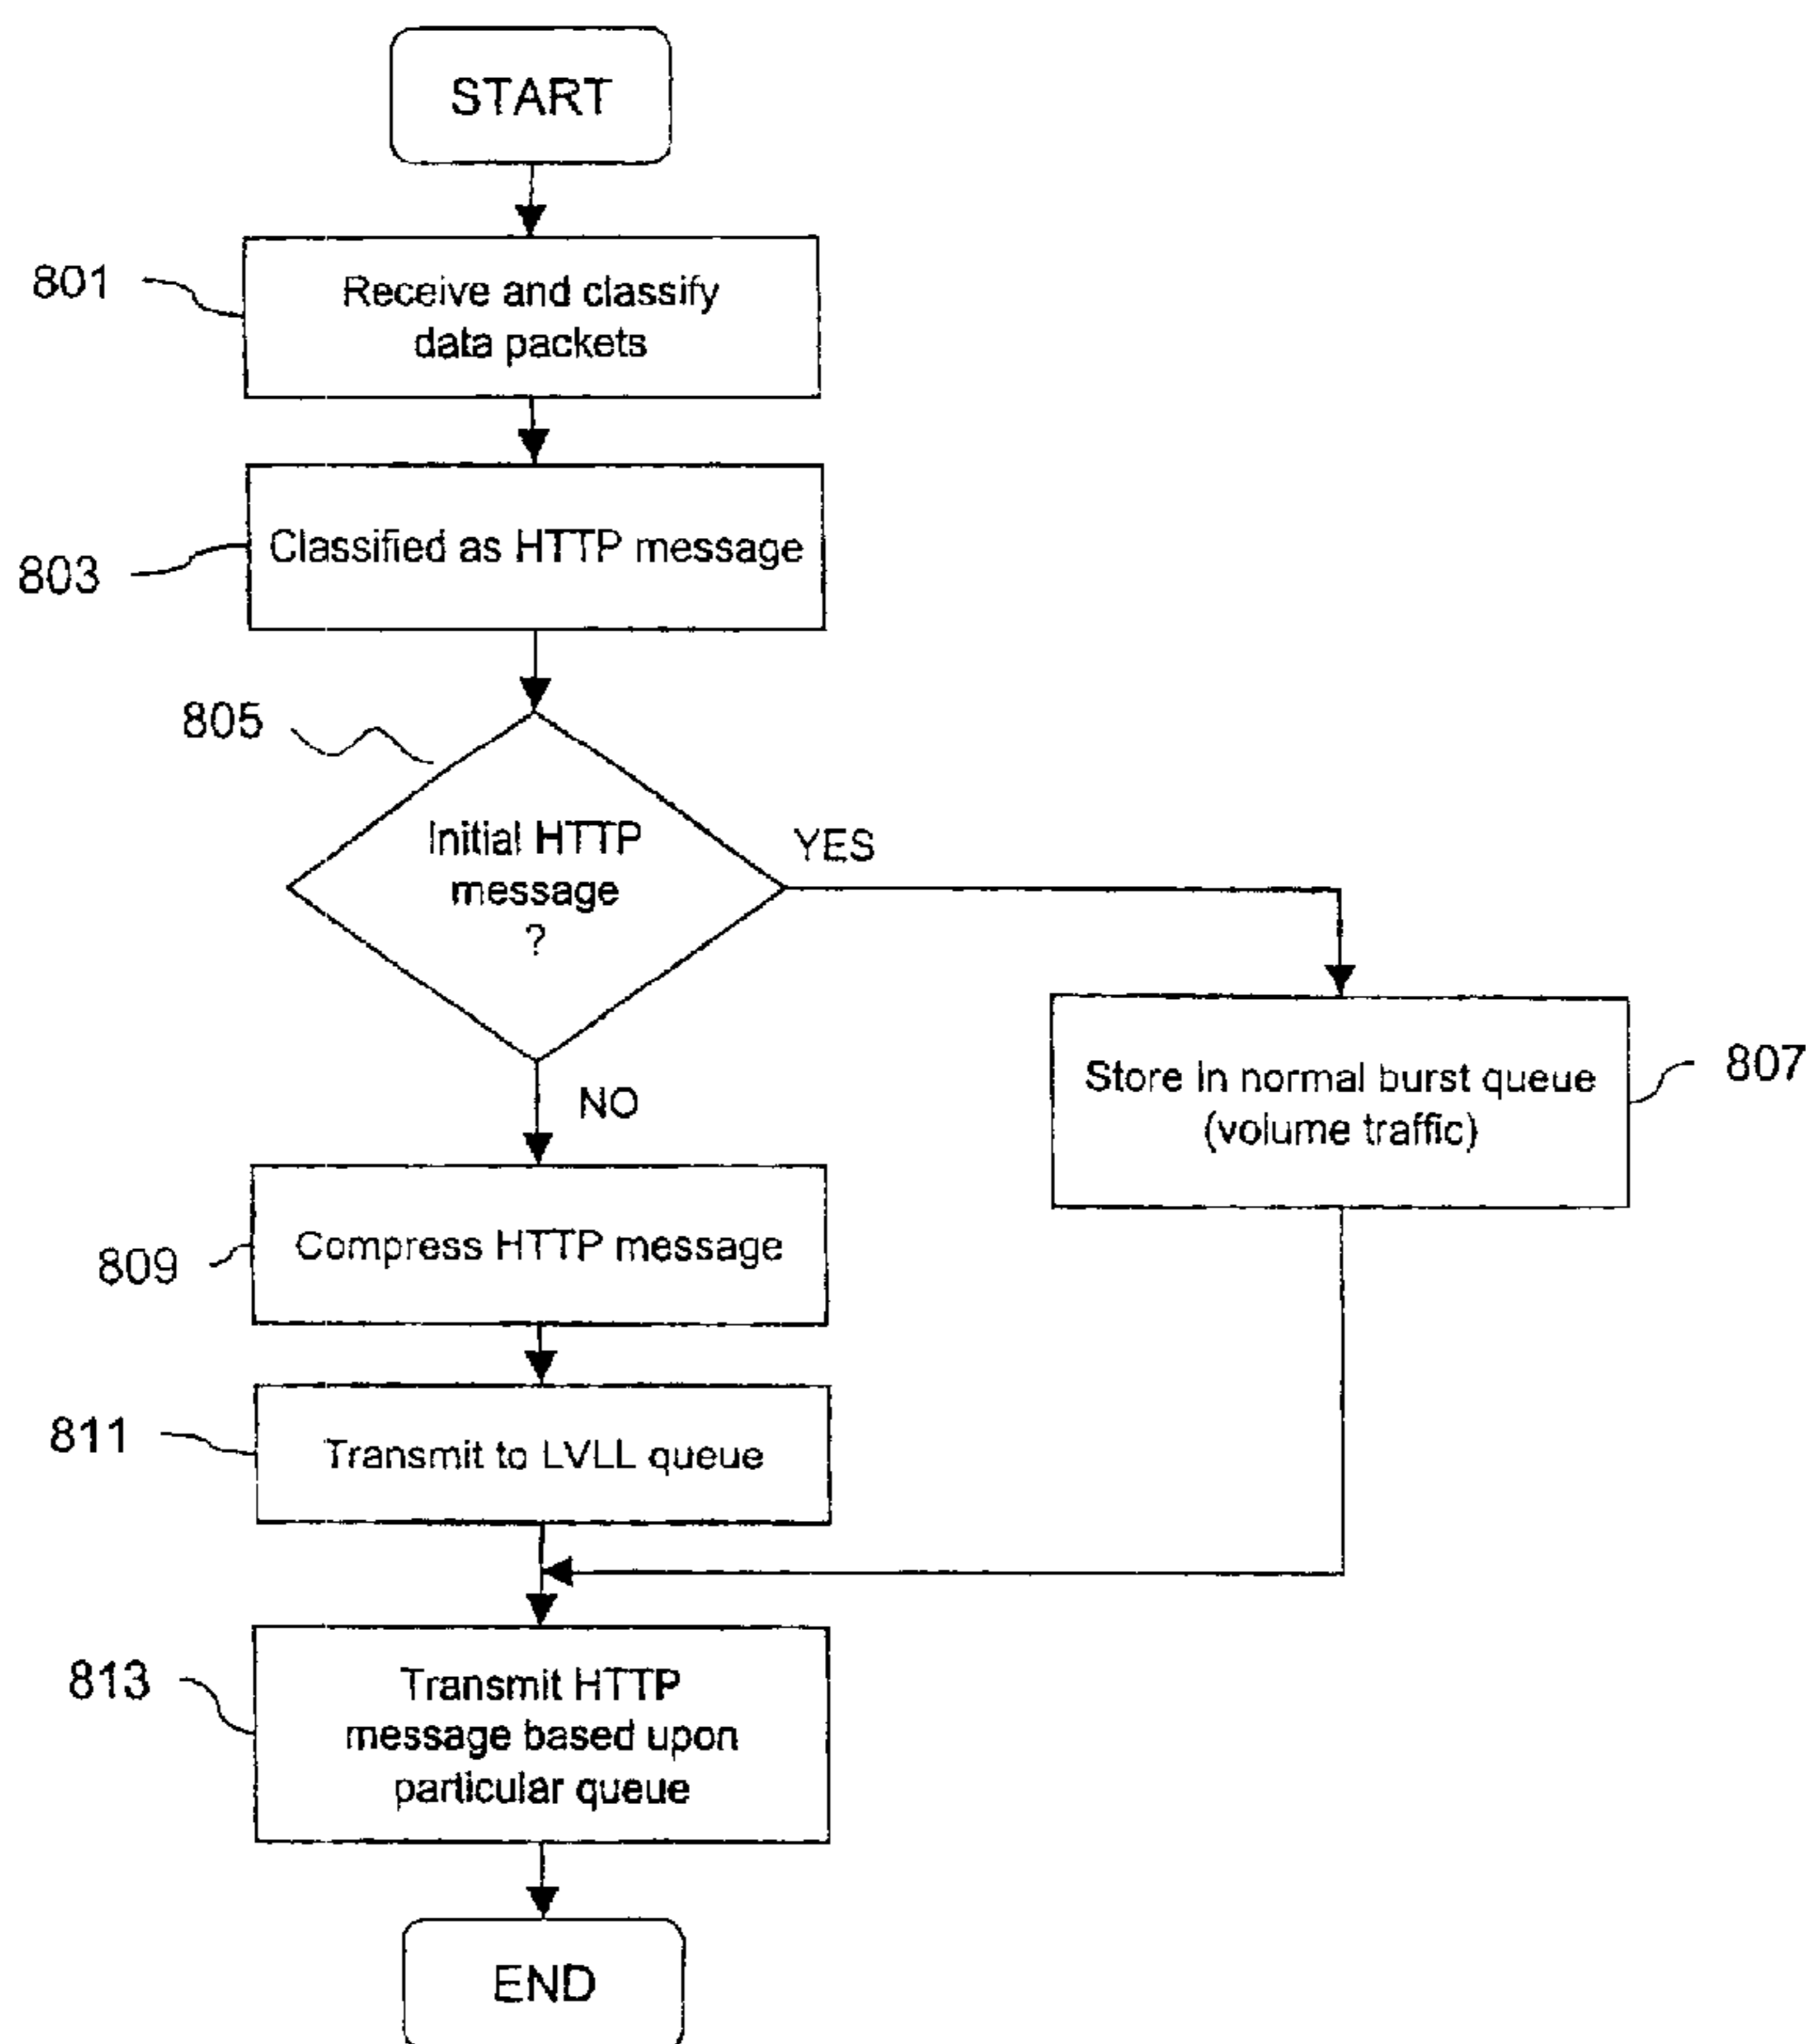 START
801
Receive and classify
data packets
803
Classified as HTTP message
805
Initial HTTP
message
?
YES
NO
Store in normal burst queue
(volume traffic)
807
809
Compress HTTP message
811
Transmit to LVLL queue
813
Transmit HTTP
message based upon
particular queue
END